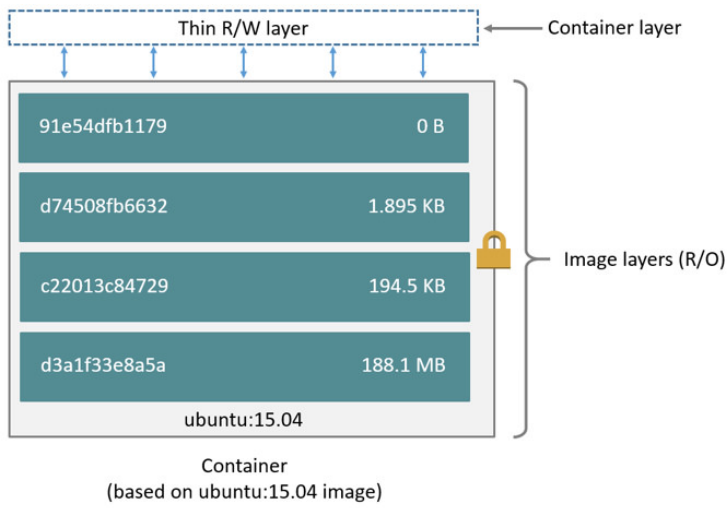 Thin R/W layer
Container layer
91e54dfb1179 0 B
d74508fb6632 1.895 KB
c22013c84729 194.5 KB
Image layers (R/O)
d3a1f33e8a5a 188.1 MB
ubuntu:15.04
Container
(based on ubuntu:15.04 image)